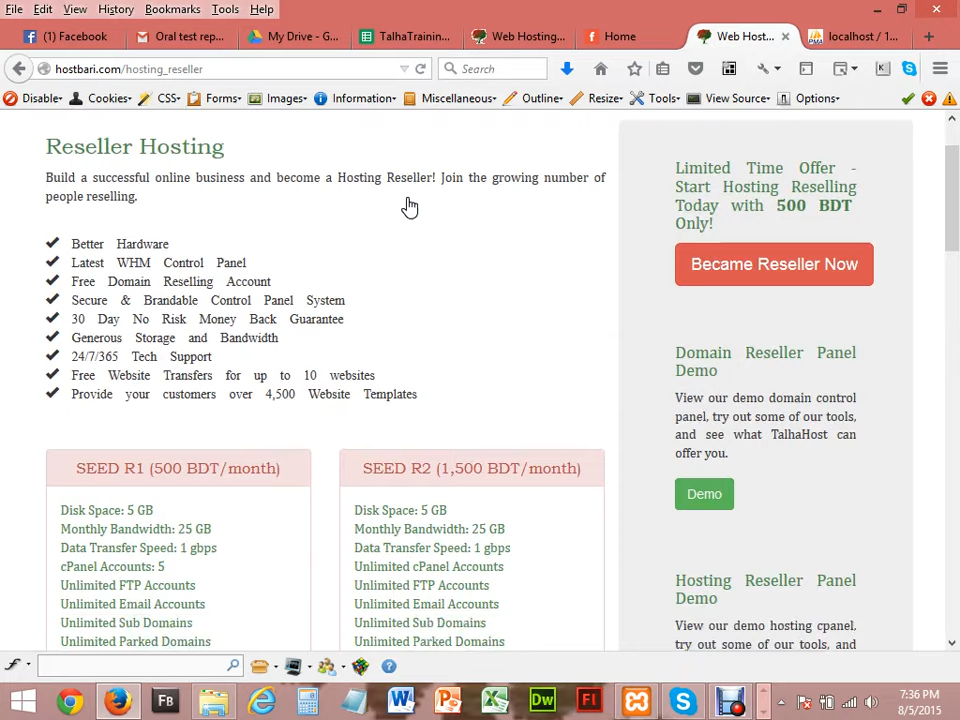 File Edit View History Bookmarks Tools Help
(1) Facebook Oral test rep... My Drive - G... TalhaTrainin... Web Hosting... Home Web Host... localhost / 1...
hostbari.com/hosting_reseller Search
Disable Cookies CSS Forms Images Information Miscellaneous Outline Resize Tools View Source Options
Reseller Hosting
Build a successful online business and become a Hosting Reseller! Join the growing number of
people reselling.
Better Hardware
Latest WHM Control Panel
Free Domain Reselling Account
Secure & Brandable Control Panel System
30 Day No Risk Money Back Guarantee
Generous Storage and Bandwidth
24/7/365 Tech Support
Free Website Transfers for up to 10 websites
Provide your customers over 4,500 Website Templates
SEED R1 (500 BDT/month)
Disk Space: 5 GB
Monthly Bandwidth: 25 GB
Data Transfer Speed: 1 gbps
cPanel Accounts: 5
Unlimited FTP Accounts
Unlimited Email Accounts
Unlimited Sub Domains
Unlimited Parked Domains
SEED R2 (1,500 BDT/month)
Disk Space: 5 GB
Monthly Bandwidth: 25 GB
Data Transfer Speed: 1 gbps
Unlimited cPanel Accounts
Unlimited FTP Accounts
Unlimited Email Accounts
Unlimited Sub Domains
Unlimited Parked Domains
Limited Time Offer -
Start Hosting Reselling
Today with 500 BDT
Only!
Became Reseller Now
Domain Reseller Panel
Demo
View our demo domain control
panel, try out some of our tools,
and see what TalhaHost can
offer you.
Demo
Hosting Reseller Panel
Demo
View our demo hosting cpanel,
try out some of our tools, and
7:36 PM
8/5/2015